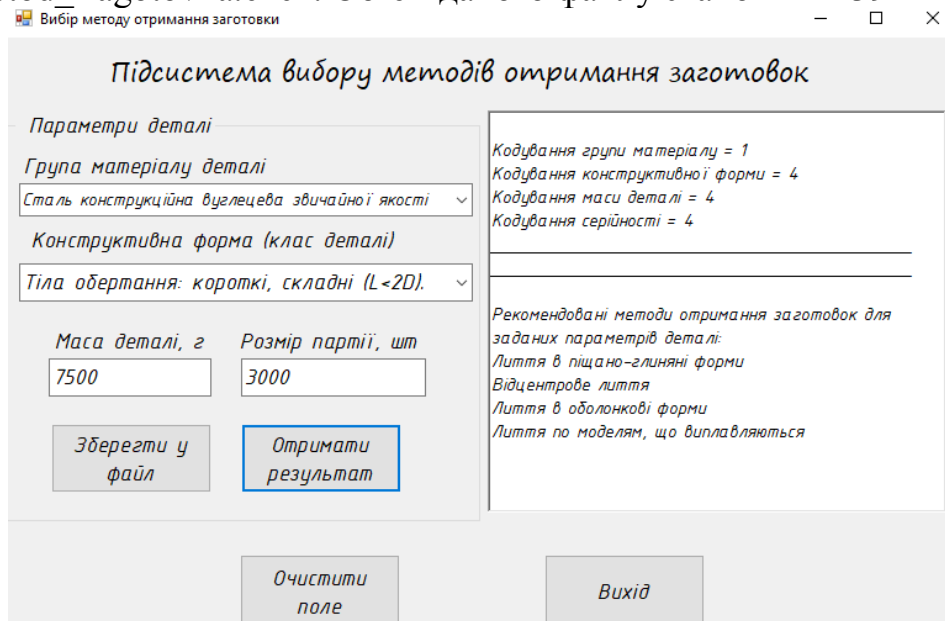 Вибір методу отримання заготовки
Підсистема вибору методів отримання заготовок
Параметри деталі
Група матеріалу деталі
Сталь конструкційна вуглецева звичайної якості
Конструктивна форма (клас деталі)
Тіла обертання: короткі, складні (L<2D).
Маса деталі, г
Розмір партії, шт
7500
3000
Зберегти у
файл
Отримати
результат
Кодування групи матеріалу = 1
Кодування конструктивної форми = 4
Кодування маси деталі = 4
Кодування серійності = 4
Рекомендовані методи отримання заготовок для
заданих параметрів деталі:
Лиття в піщано-глиняні форми
Відцентрове лиття
Лиття в оболонкові форми
Лиття по моделям, що виплавляються
Очистити
поле
Вихід